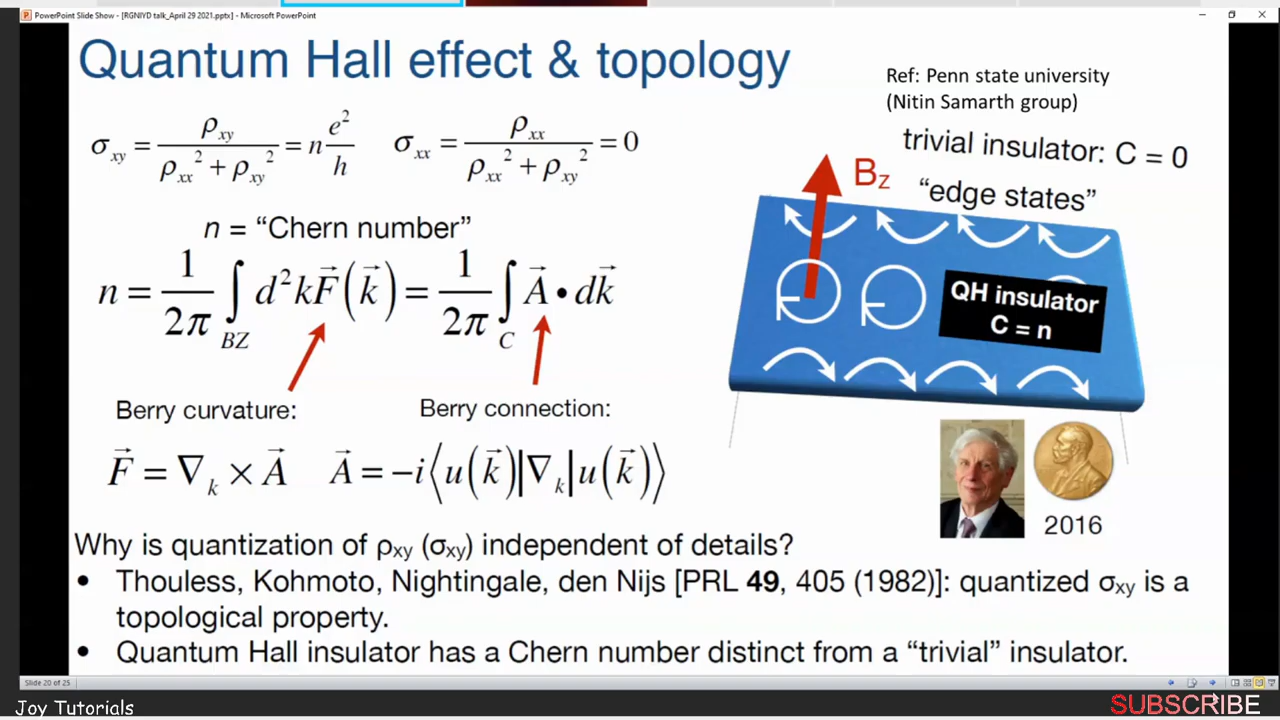 PowerPoint Slide Show - [RGNIYD talk_April 29 2021.pptx] - Microsoft PowerPoint
Quantum Hall effect & topology
Ref: Penn state university
(Nitin Samarth group)
σxy = ρxy / (ρxx² + ρxy²) = n e²/h
σxx = ρxx / (ρxx² + ρxy²) = 0
trivial insulator: C = 0
Bz
"edge states"
n = "Chern number"
n = 1/2π ∫BZ d²k F⃗(k⃗) = 1/2π ∫C A⃗ • dk⃗
QH insulator
C = n
Berry curvature:
Berry connection:
F⃗ = ∇k × A⃗
A⃗ = −i⟨u(k⃗)|∇k|u(k⃗)⟩
2016
Why is quantization of ρxy (σxy) independent of details?
• Thouless, Kohmoto, Nightingale, den Nijs [PRL 49, 405 (1982)]: quantized σxy is a
topological property.
• Quantum Hall insulator has a Chern number distinct from a "trivial" insulator.
Slide 20 of 25
Joy Tutorials
SUBSCRIBE